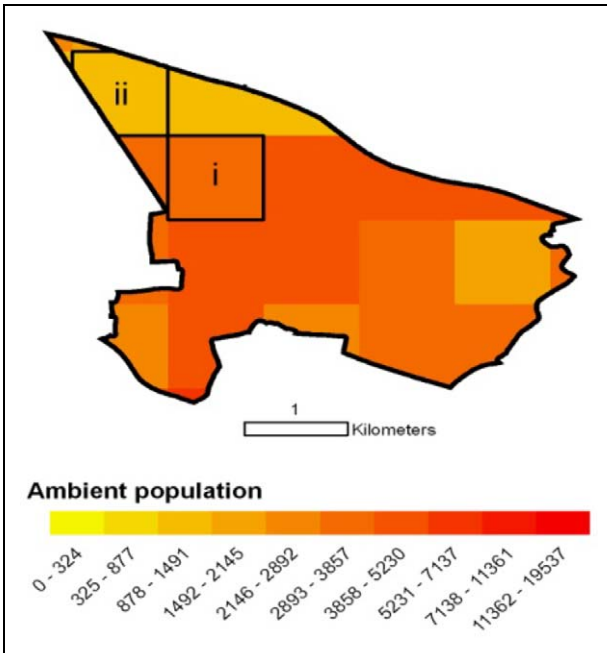 ii
i
1
Kilometers
Ambient population
0 - 324
325 - 877
878 - 1491
1492 - 2145
2146 - 2892
2893 - 3857
3858 - 5230
5231 - 7137
7138 - 11361
11362 - 19537